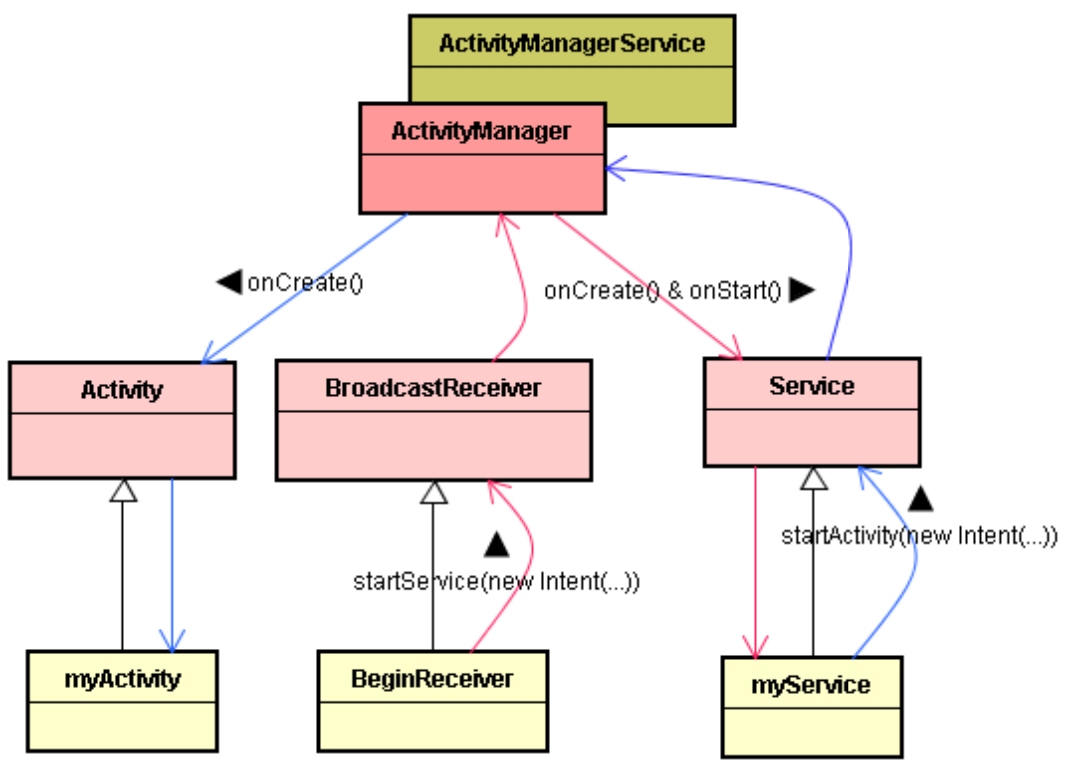 ActivityManagerService
ActivityManager
onCreate()
onCreate() & onStart()
Activity
BroadcastReceiver
Service
startActivity(new Intent(...))
startService(new Intent(...))
myActivity
BeginReceiver
myService